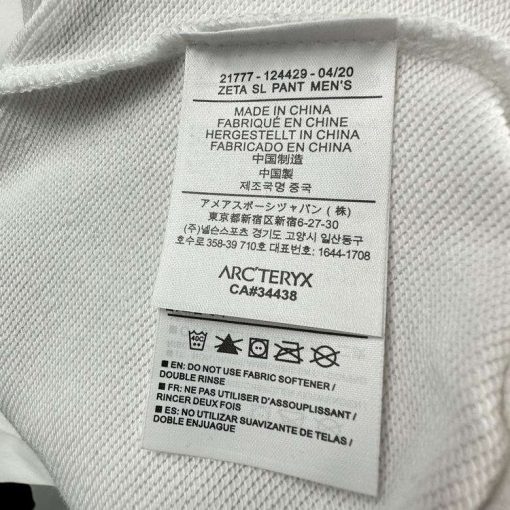 21777 - 124429 - 04/20
ZETA SL PANT MEN'S
MADE IN CHINA
FABRIQUÉ EN CHINE
HERGESTELLT IN CHINA
FABRICADO EN CHINA
中国制造
中国製
제조국명 중국
アメアスポーツジャパン (株)
東京都新宿区新宿6-27-30
(주)넬슨스포츠 경기도 고양시 일산동구
호수로 358-39 710호 대표번호: 1644-1708
ARC'TERYX
CA#34438
40C
EN: DO NOT USE FABRIC SOFTENER /
DOUBLE RINSE
FR: NE PAS UTILISER D'ASSOUPLISSANT /
RINCER DEUX FOIS
ES: NO UTILIZAR SUAVIZANTE DE TELAS /
DOBLE ENJUAGUE